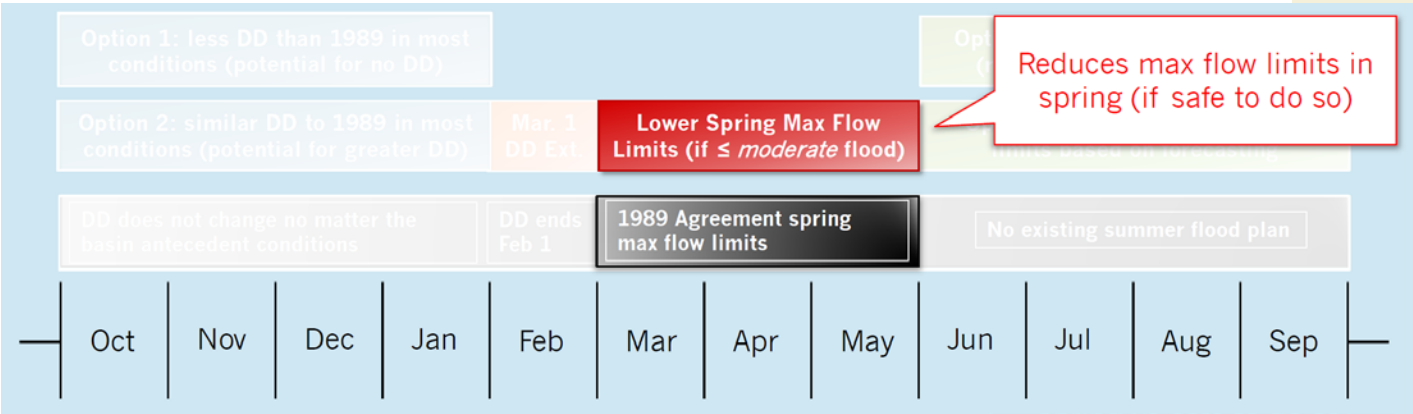 Option 1: less DD than 1989 in most
conditions (potential for no DD)
Opt
(r
Reduces max flow limits in
spring (if safe to do so)
Option 2: similar DD to 1989 in most
conditions (potential for greater DD)
Mar. 1
DD Ext.
Lower Spring Max Flow
Limits (if ≤ moderate flood)
limits based on forecasting
DD does not change no matter the
basin antecedent conditions
DD ends
Feb 1
1989 Agreement spring
max flow limits
No existing summer flood plan
Oct Nov Dec Jan Feb Mar Apr May Jun Jul Aug Sep